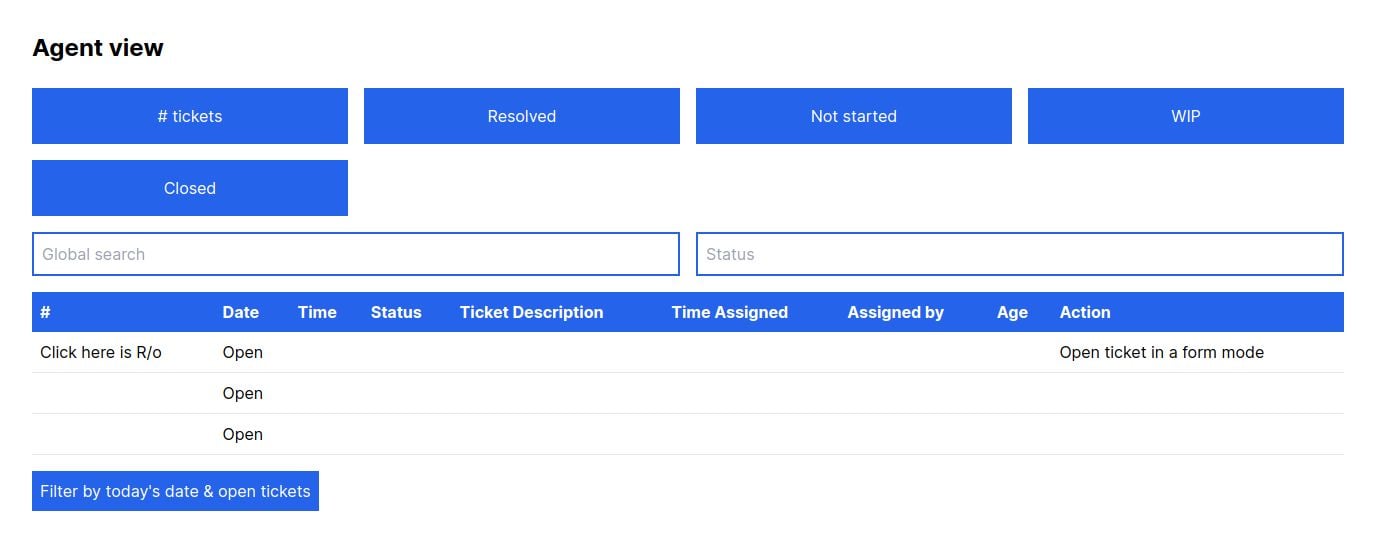 Agent view
# tickets
Resolved
Not started
WIP
Closed
Global search
Status
# Date Time Status Ticket Description Time Assigned Assigned by Age Action
Click here is R/o Open Open ticket in a form mode
Open
Open
Filter by today's date & open tickets